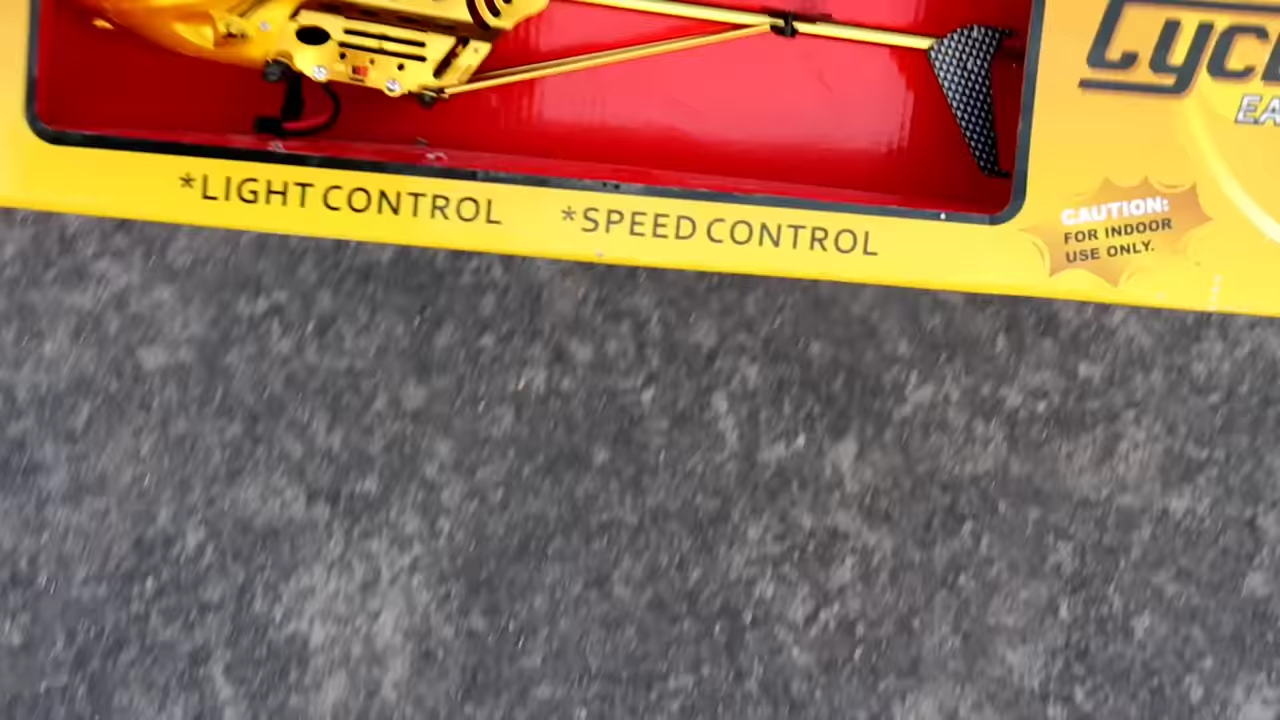 *LIGHT CONTROL *SPEED CONTROL
CAUTION:
FOR INDOOR
USE ONLY.